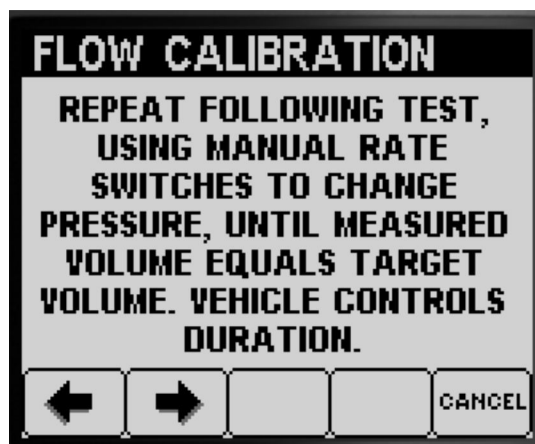 FLOW CALIBRATION
REPEAT FOLLOWING TEST,
USING MANUAL RATE
SWITCHES TO CHANGE
PRESSURE, UNTIL MEASURED
VOLUME EQUALS TARGET
VOLUME. VEHICLE CONTROLS
DURATION.
CANCEL